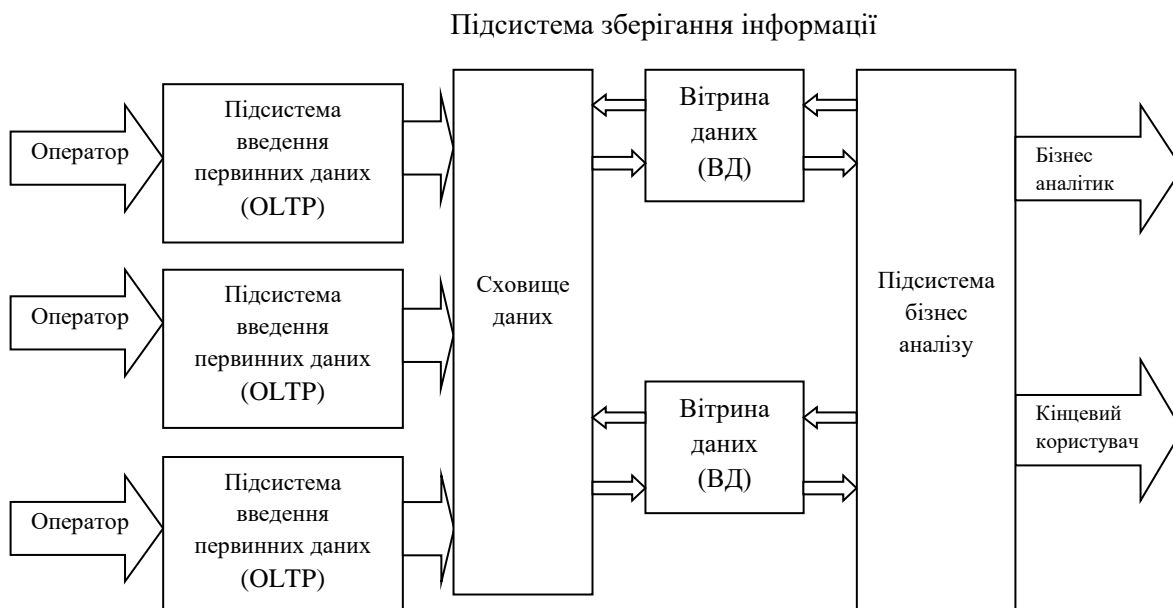 Підсистема зберігання інформації
Оператор
Підсистема
введення
первинних даних
(OLTP)
Оператор
Підсистема
введення
первинних даних
(OLTP)
Оператор
Підсистема
введення
первинних даних
(OLTP)
Сховище
даних
Вітрина
даних
(ВД)
Вітрина
даних
(ВД)
Підсистема
бізнес
аналізу
Бізнес
аналітик
Кінцевий
користувач